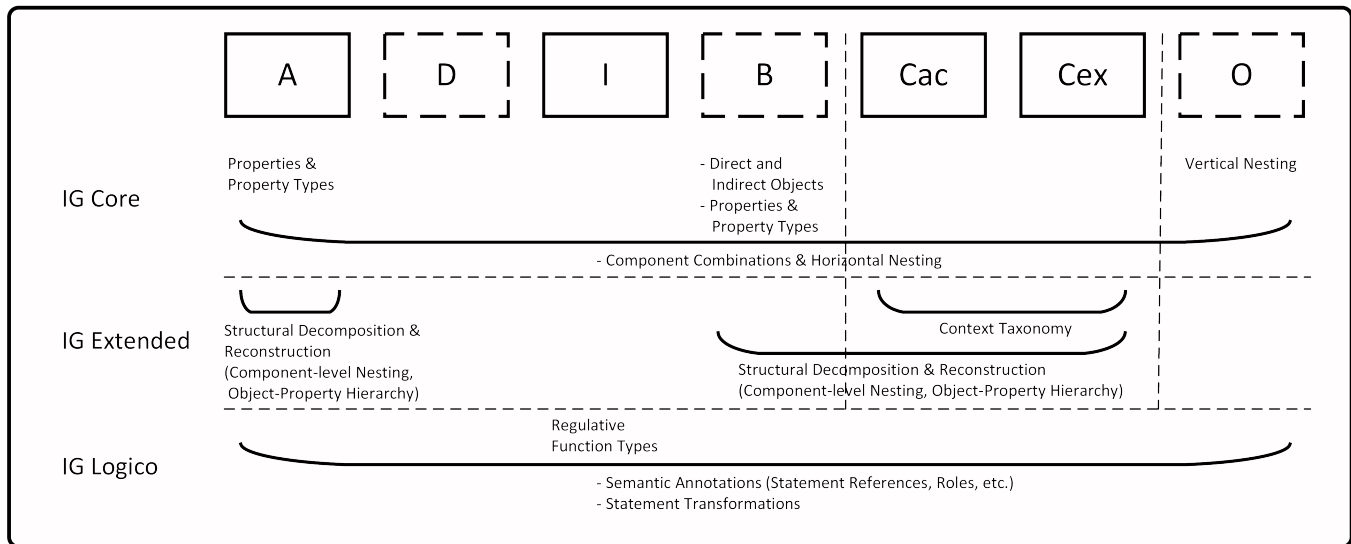 A D I B Cac Cex O
IG Core
Properties &
Property Types
- Direct and
Indirect Objects
- Properties &
Property Types
Vertical Nesting
- Component Combinations & Horizontal Nesting
IG Extended
Structural Decomposition &
Reconstruction
(Component-level Nesting,
Object-Property Hierarchy)
Context Taxonomy
Structural Decomposition & Reconstruction
(Component-level Nesting, Object-Property Hierarchy)
IG Logico
Regulative
Function Types
- Semantic Annotations (Statement References, Roles, etc.)
- Statement Transformations